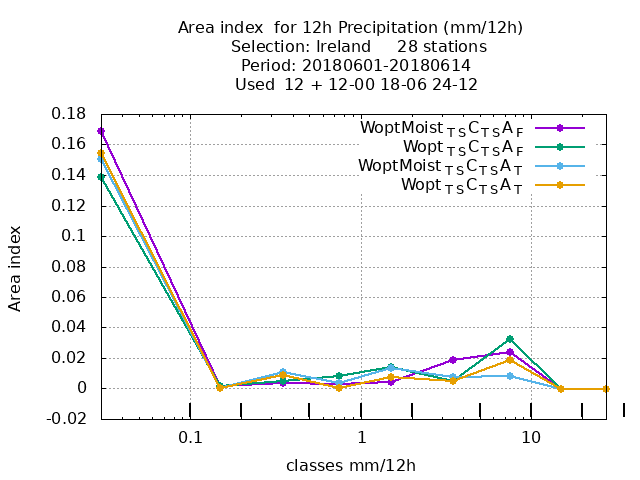 Area index  for 12h Precipitation (mm/12h)
Selection: Ireland     28 stations
Period: 20180601-20180614
Used  12 + 12-00 18-06 24-12
WoptMoist TS C TS A F
Wopt TS C TS A F
WoptMoist TS C TS A T
Wopt TS C TS A T
0.18
0.16
0.14
0.12
0.1
0.08
0.06
0.04
0.02
0
-0.02
Area index
0.1 1 10
classes mm/12h